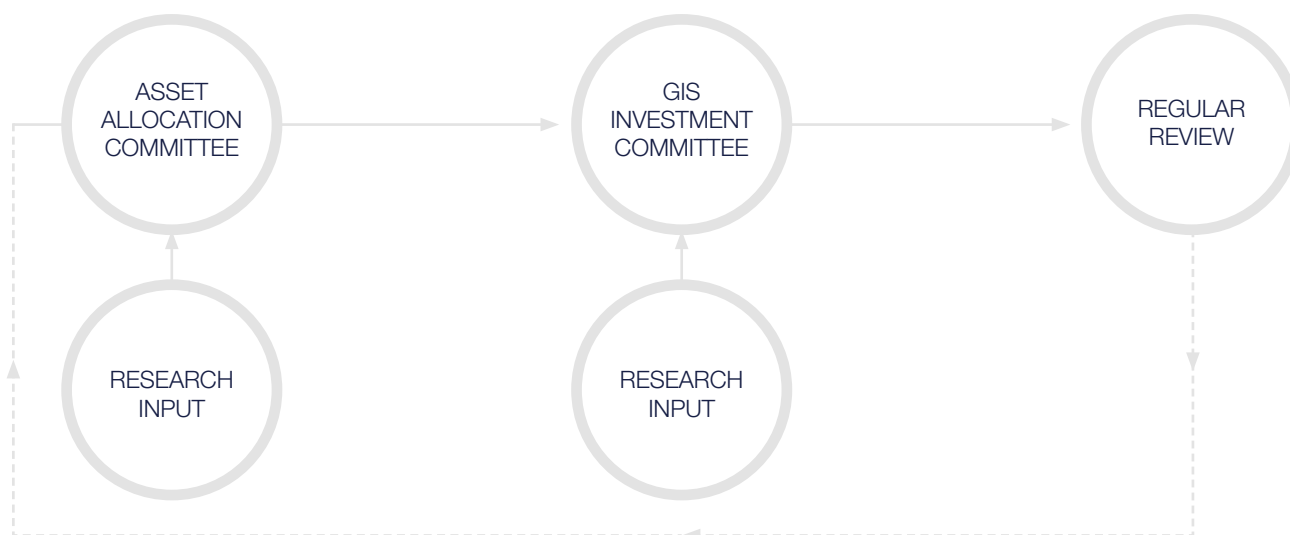 ASSET
ALLOCATION
COMMITTEE
GIS
INVESTMENT
COMMITTEE
REGULAR
REVIEW
RESEARCH
INPUT
RESEARCH
INPUT